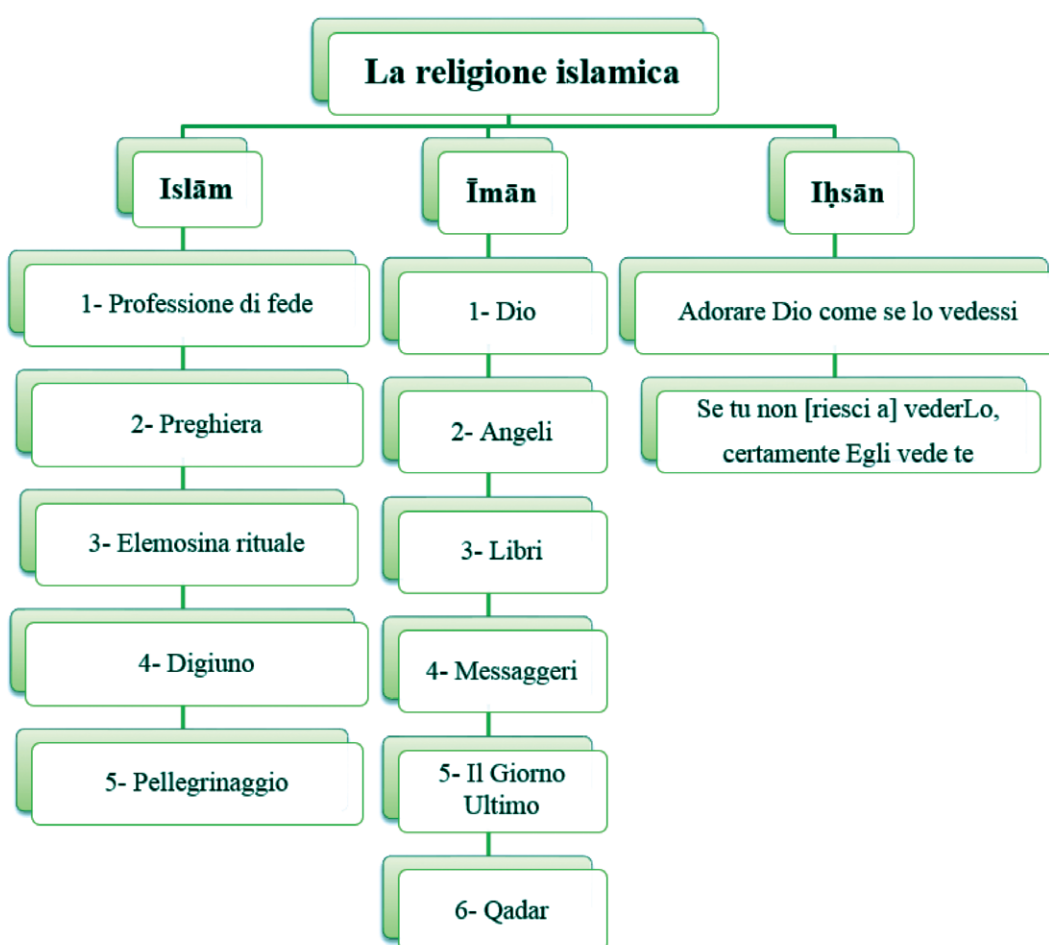 La religione islamica
Islām
1- Professione di fede
2- Preghiera
3- Elemosina rituale
4- Digiuno
5- Pellegrinaggio
Īmān
1- Dio
2- Angeli
3- Libri
4- Messaggeri
5- Il Giorno
Ultimo
6- Qadar
Iḥsān
Adorare Dio come se lo vedessi
Se tu non [riesci a] vederLo,
certamente Egli vede te